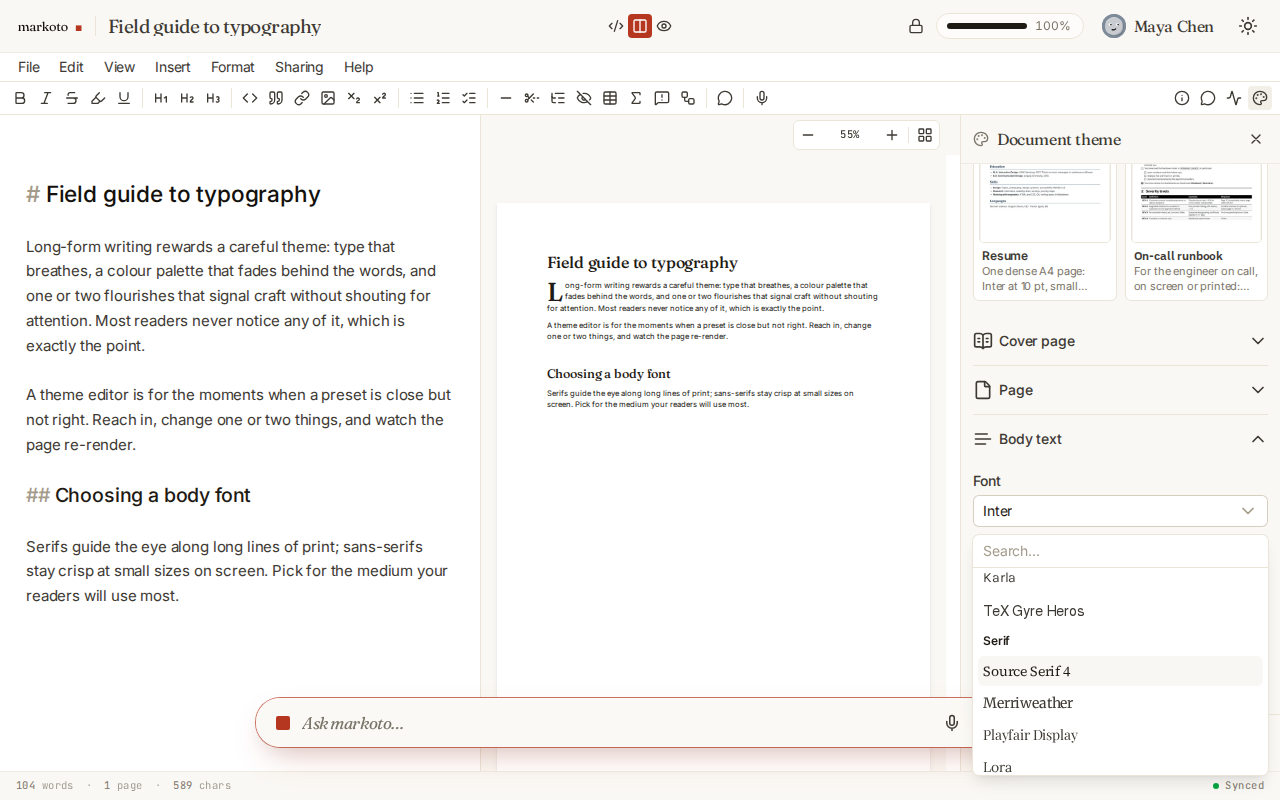 markoto
Field guide to typography
100%
Maya Chen
File Edit View Insert Format Sharing Help
H1 H2 H3
55%
Document theme
# Field guide to typography
Long-form writing rewards a careful theme: type that
breathes, a colour palette that fades behind the words, and
one or two flourishes that signal craft without shouting for
attention. Most readers never notice any of it, which is
exactly the point.
A theme editor is for the moments when a preset is close but
not right. Reach in, change one or two things, and watch the
page re-render.
## Choosing a body font
Serifs guide the eye along long lines of print; sans-serifs
stay crisp at small sizes on screen. Pick for the medium your
readers will use most.
Field guide to typography
Long-form writing rewards a careful theme: type that breathes, a colour palette that
fades behind the words, and one or two flourishes that signal craft without shouting
for attention. Most readers never notice any of it, which is exactly the point.
A theme editor is for the moments when a preset is close but not right. Reach in, change
one or two things, and watch the page re-render.
Choosing a body font
Serifs guide the eye along long lines of print; sans-serifs stay crisp at small sizes on
screen. Pick for the medium your readers will use most.
Resume
One dense A4 page:
Inter at 10 pt, small...
On-call runbook
For the engineer on call,
on screen or printed:...
Cover page
Page
Body text
Font
Inter
Search...
Karla
TeX Gyre Heros
Serif
Source Serif 4
Merriweather
Playfair Display
Lora
Ask markoto...
104 words · 1 page · 589 chars
Synced